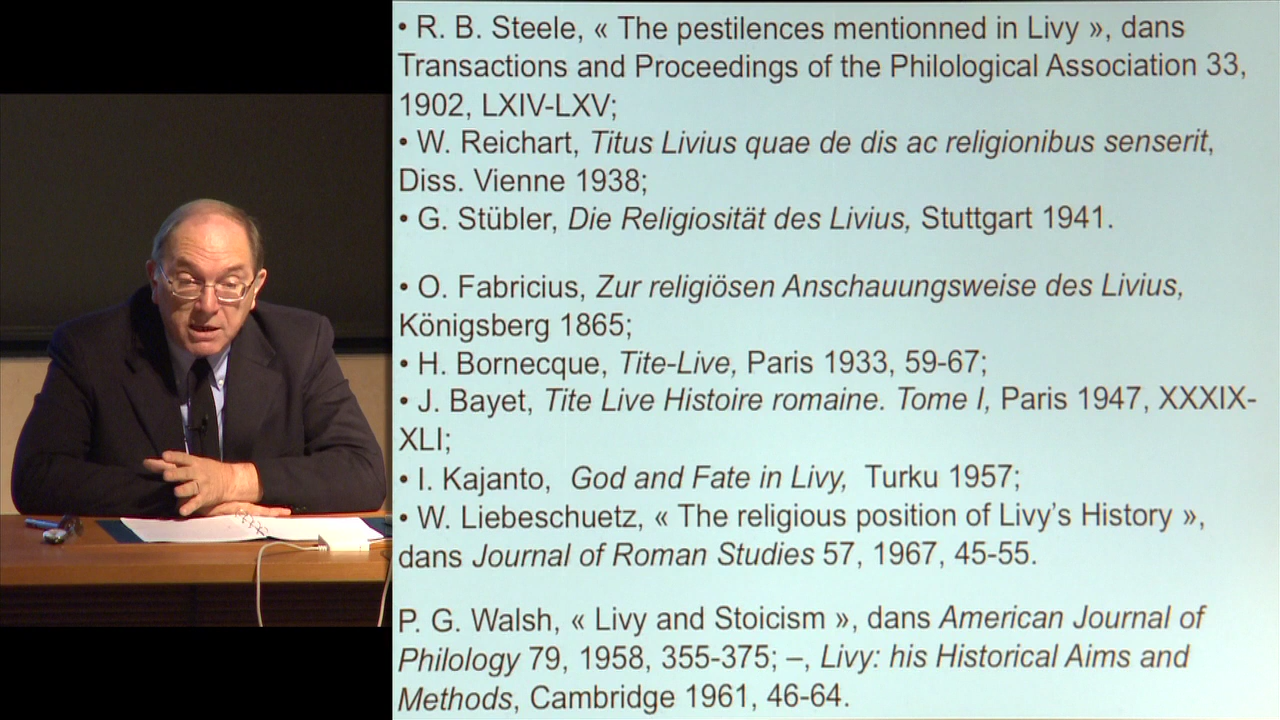 • R. B. Steele, « The pestilences mentionned in Livy », dans
Transactions and Proceedings of the Philological Association 33,
1902, LXIV-LXV;
• W. Reichart, Titus Livius quae de dis ac religionibus senserit,
Diss. Vienne 1938;
• G. Stübler, Die Religiosität des Livius, Stuttgart 1941.
• O. Fabricius, Zur religiösen Anschauungsweise des Livius,
Königsberg 1865;
• H. Bornecque, Tite-Live, Paris 1933, 59-67;
• J. Bayet, Tite Live Histoire romaine. Tome I, Paris 1947, XXXIX-
XLI;
• I. Kajanto, God and Fate in Livy, Turku 1957;
• W. Liebeschuetz, « The religious position of Livy’s History »,
dans Journal of Roman Studies 57, 1967, 45-55.
P. G. Walsh, « Livy and Stoicism », dans American Journal of
Philology 79, 1958, 355-375; –, Livy: his Historical Aims and
Methods, Cambridge 1961, 46-64.